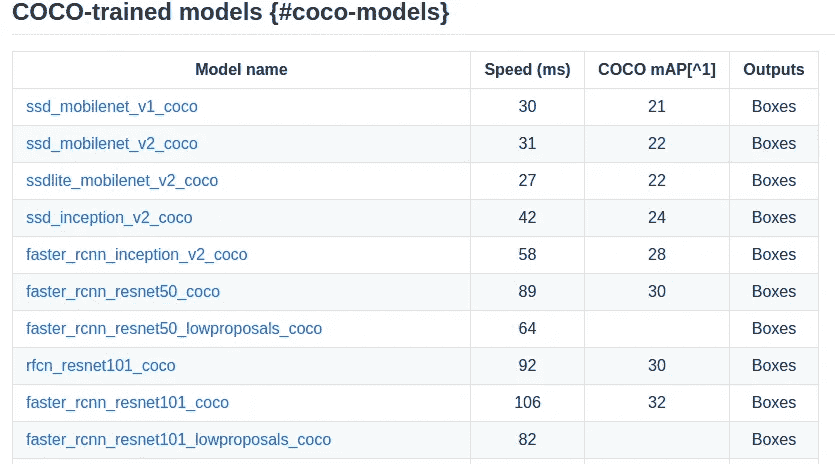 COCO-trained models {#coco-models}
Model name Speed (ms) COCO mAP[^1] Outputs
ssd_mobilenet_v1_coco 30 21 Boxes
ssd_mobilenet_v2_coco 31 22 Boxes
ssdlite_mobilenet_v2_coco 27 22 Boxes
ssd_inception_v2_coco 42 24 Boxes
faster_rcnn_inception_v2_coco 58 28 Boxes
faster_rcnn_resnet50_coco 89 30 Boxes
faster_rcnn_resnet50_lowproposals_coco 64 Boxes
rfcn_resnet101_coco 92 30 Boxes
faster_rcnn_resnet101_coco 106 32 Boxes
faster_rcnn_resnet101_lowproposals_coco 82 Boxes